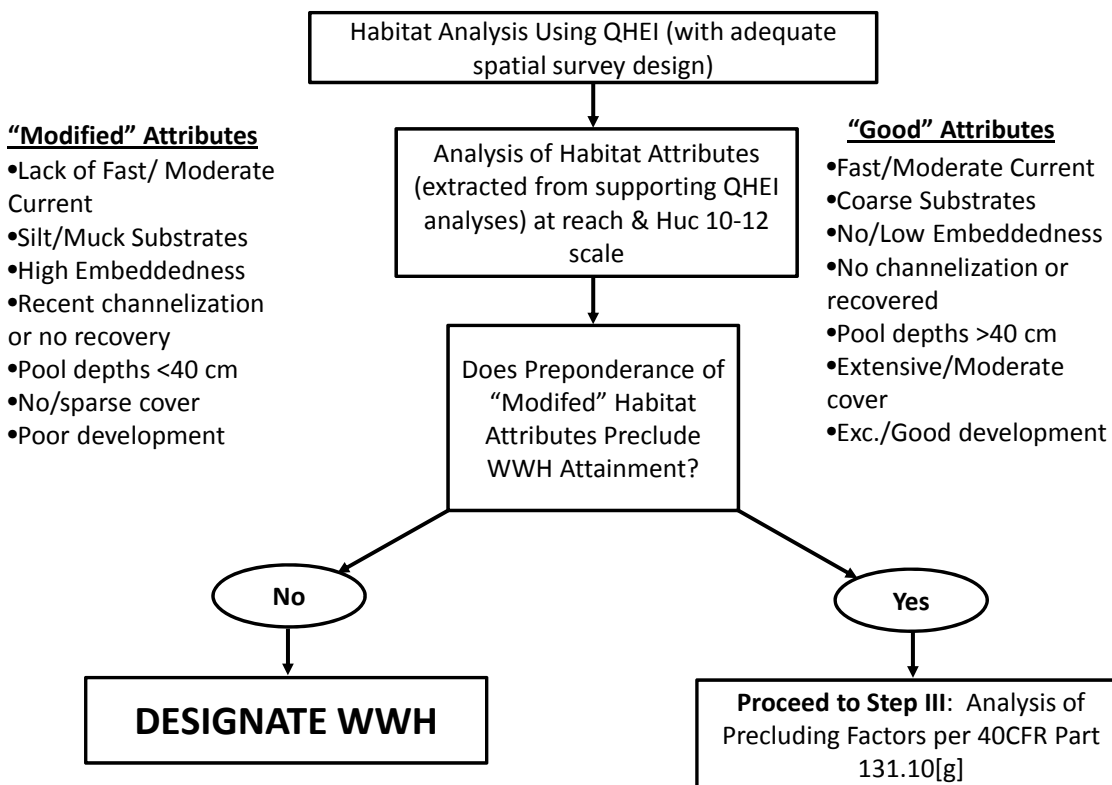 Habitat Analysis Using QHEI (with adequate
spatial survey design)
"Modified" Attributes
•Lack of Fast/ Moderate
Current
•Silt/Muck Substrates
•High Embeddedness
•Recent channelization
or no recovery
•Pool depths <40 cm
•No/sparse cover
•Poor development
Analysis of Habitat Attributes
(extracted from supporting QHEI
analyses) at reach & Huc 10-12
scale
"Good" Attributes
•Fast/Moderate Current
•Coarse Substrates
•No/Low Embeddedness
•No channelization or
recovered
•Pool depths >40 cm
•Extensive/Moderate
cover
•Exc./Good development
Does Preponderance of
“Modifed” Habitat
Attributes Preclude
WWH Attainment?
No
Yes
DESIGNATE WWH
Proceed to Step III: Analysis of
Precluding Factors per 40CFR Part
131.10[g]